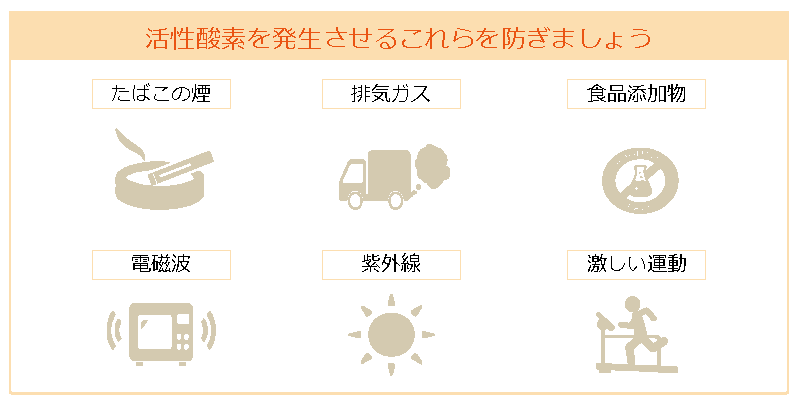 活性酸素を発生させるこれらを防ぎましょう
たばこの煙
排気ガス
食品添加物
電磁波
紫外線
激しい運動